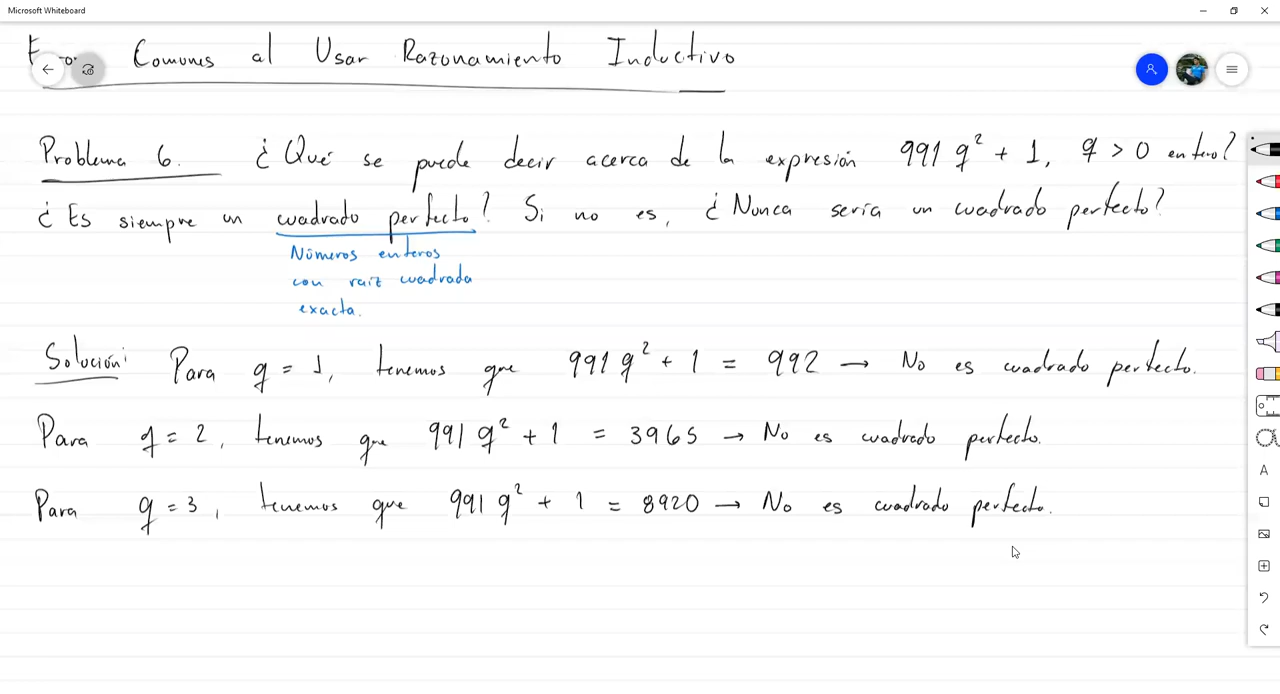 Microsoft Whiteboard
Comunes al Usar Razonamiento Inductivo
Problema 6. ¿Qué se puede decir acerca de la expresión 991 q² + 1, q > 0 entero?
¿Es siempre un cuadrado perfecto? Si no es, ¿Nunca sería un cuadrado perfecto?
Números enteros
con raíz cuadrada
exacta.
Solución: Para q = 1, tenemos que 991 q² + 1 = 992 → No es cuadrado perfecto.
Para q = 2, tenemos que 991 q² + 1 = 3965 → No es cuadrado perfecto.
Para q = 3, tenemos que 991 q² + 1 = 8920 → No es cuadrado perfecto.